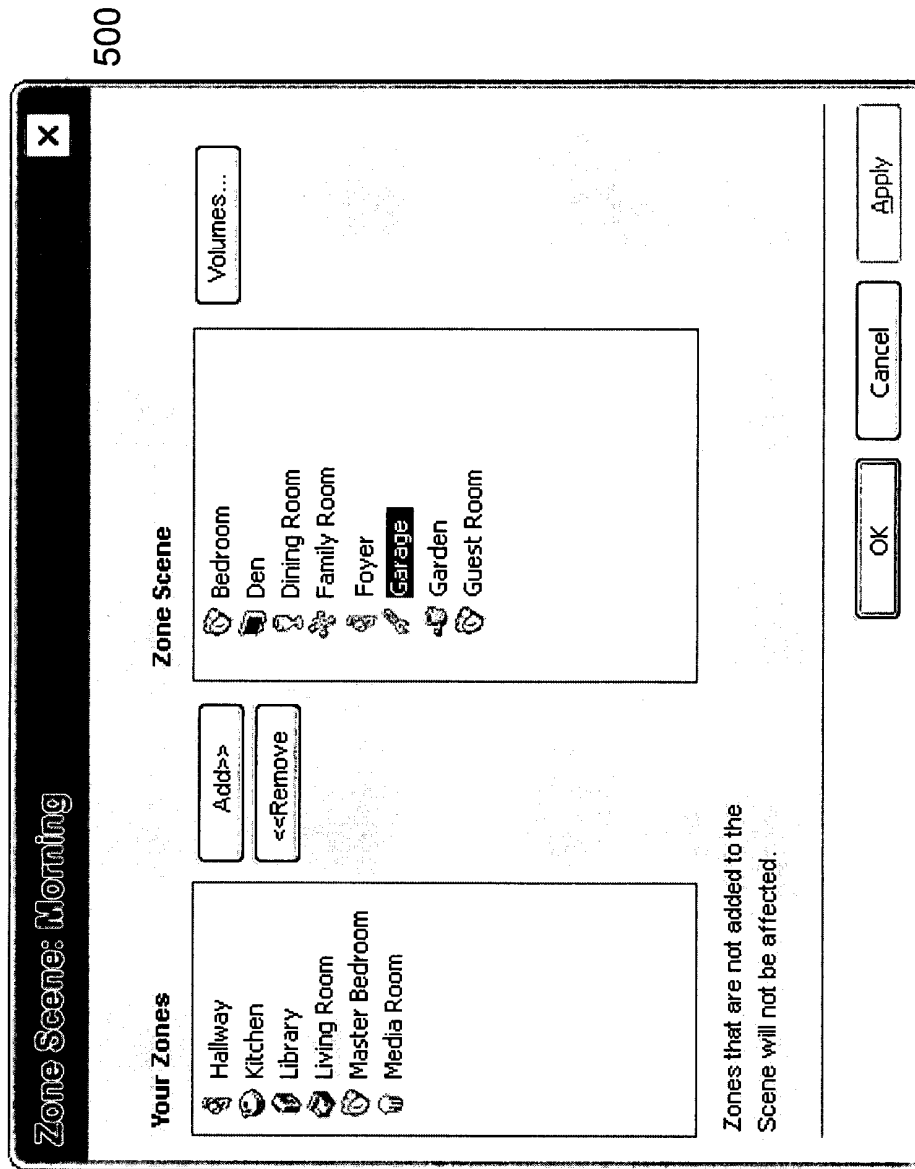 500
Zone Scene: Morning
Your Zones
Hallway
Kitchen
Library
Living Room
Master Bedroom
Media Room
Add>>
<<Remove
Zone Scene
Bedroom
Den
Dining Room
Family Room
Foyer
Garage
Garden
Guest Room
Volumes...
Zones that are not added to the
Scene will not be affected.
OK
Cancel
Apply